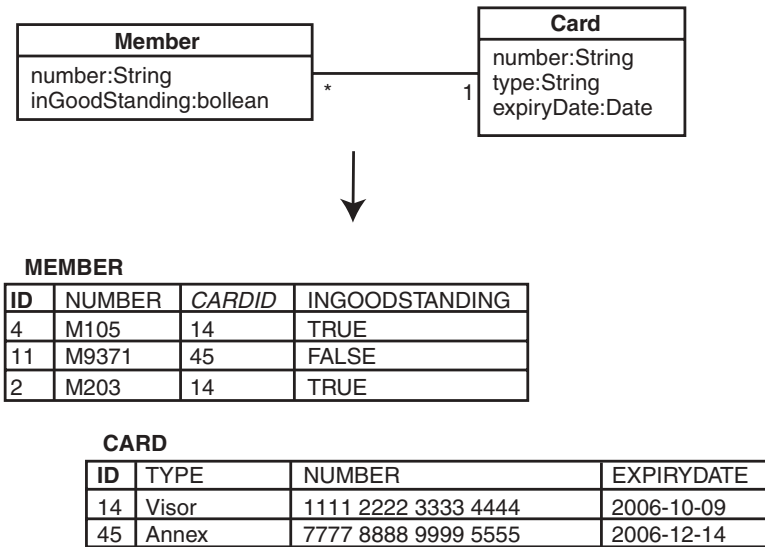 Member
number:String
inGoodStanding:bollean
*
1
Card
number:String
type:String
expiryDate:Date
MEMBER
ID NUMBER CARDID INGOODSTANDING
4 M105 14 TRUE
11 M9371 45 FALSE
2 M203 14 TRUE
CARD
ID TYPE NUMBER EXPIRYDATE
14 Visor 1111 2222 3333 4444 2006-10-09
45 Annex 7777 8888 9999 5555 2006-12-14